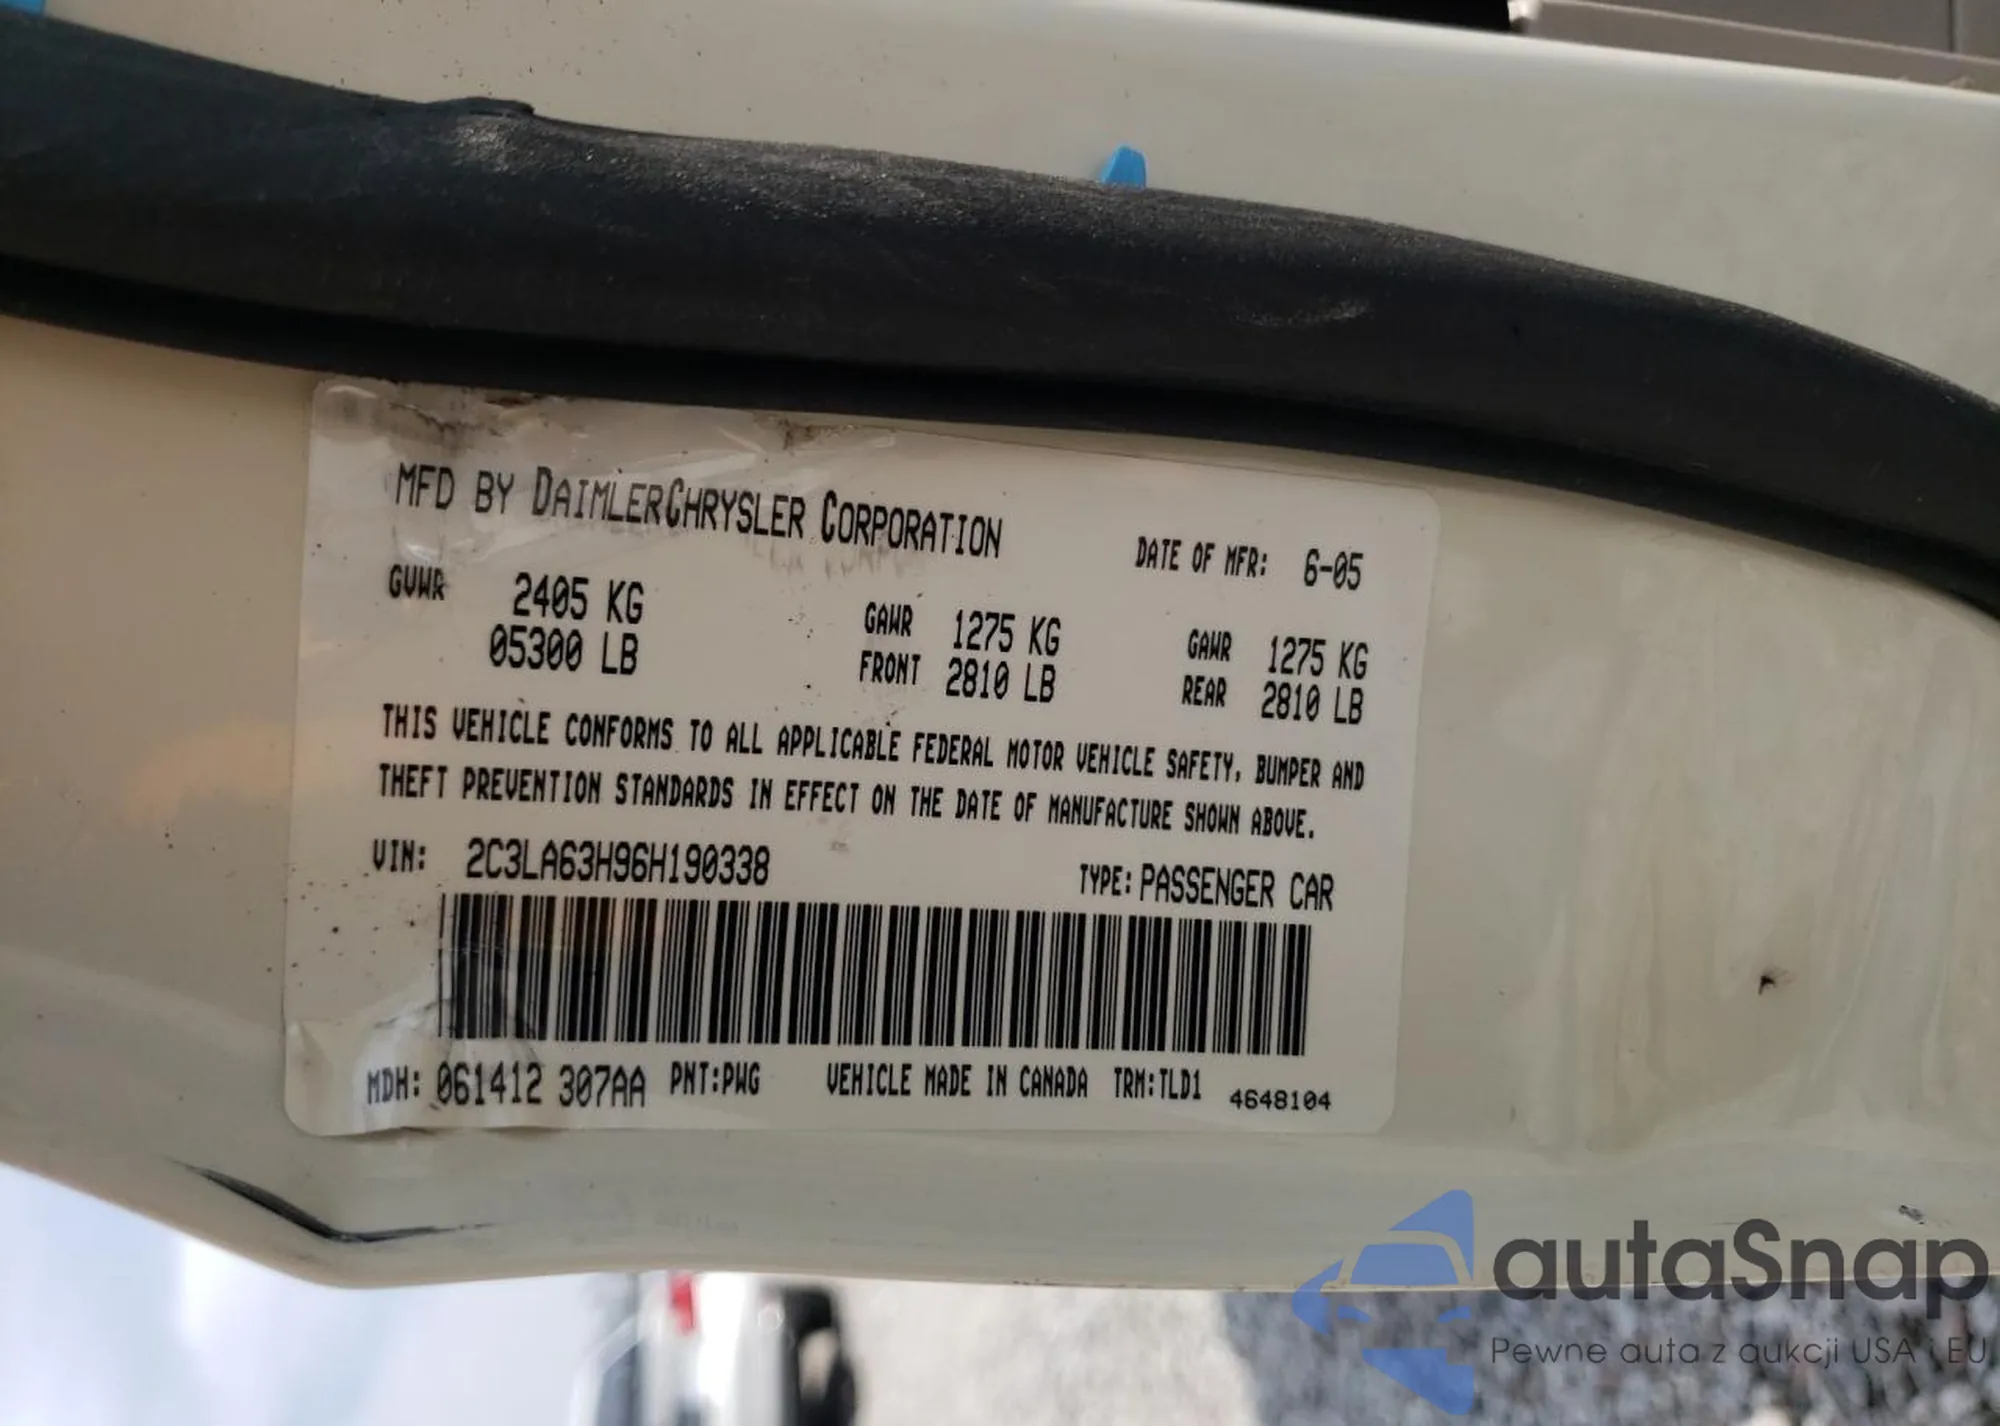 MFD BY DAIMLERCHRYSLER CORPORATION DATE OF MFR: 6-05
GVWR 2405 KG GAWR 1275 KG GAWR 1275 KG
05300 LB FRONT 2810 LB REAR 2810 LB
THIS VEHICLE CONFORMS TO ALL APPLICABLE FEDERAL MOTOR VEHICLE SAFETY, BUMPER AND
THEFT PREVENTION STANDARDS IN EFFECT ON THE DATE OF MANUFACTURE SHOWN ABOVE.
VIN: 2C3LA63H96H190338 TYPE: PASSENGER CAR
MDH: 061412 307AA PNT:PWG VEHICLE MADE IN CANADA TRM:TLD1 4648104
autaSnap
Pewne auta z aukcji USA i EU